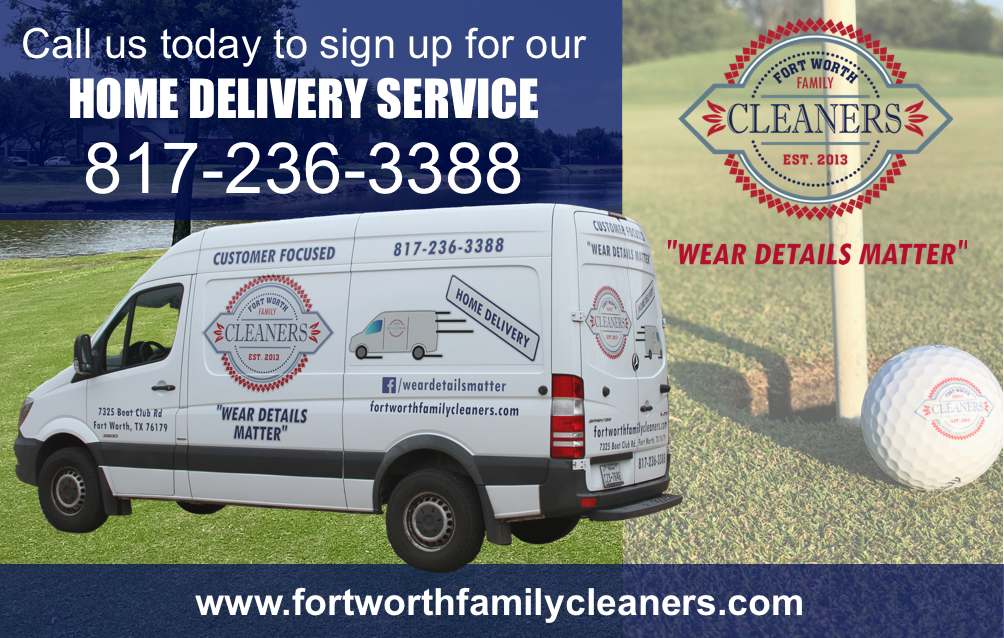 Call us today to sign up for our
HOME DELIVERY SERVICE
817-236-3388
FORT WORTH
FAMILY
CLEANERS
EST. 2013
"WEAR DETAILS MATTER"
CUSTOMER FOCUSED
817-236-3388
FORT WORTH
FAMILY
CLEANERS
EST. 2013
HOME DELIVERY
f/weardetailsmatter
fortworthfamilycleaners.com
"WEAR DETAILS
MATTER"
7325 Boat Club Rd
Fort Worth, TX 76179
CUSTOMER FOCUSED
"WEAR DETAILS MATTER"
CLEANERS
fortworthfamilycleaners.com
7325 Boat Club Rd, Fort Worth, TX
817-236-3388
FORT WORTH
FAMILY
CLEANERS
www.fortworthfamilycleaners.com